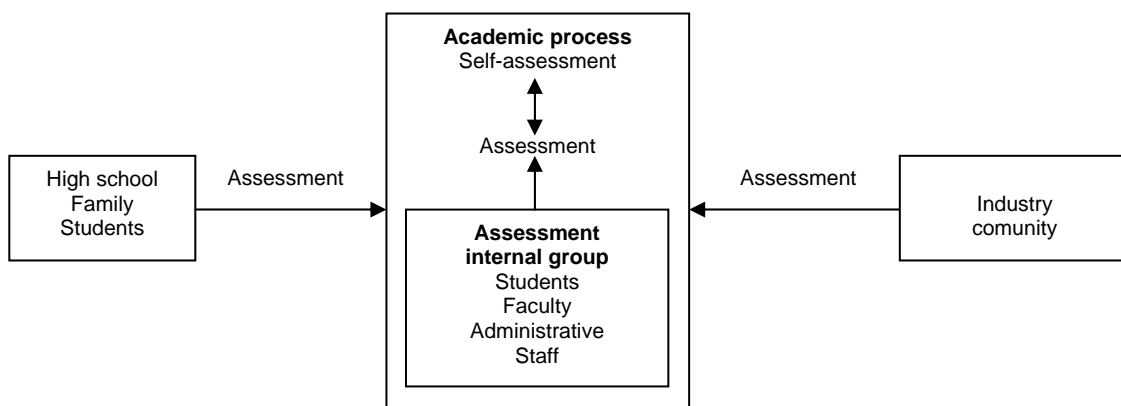 High school
Family
Students
Assessment
Academic process
Self-assessment
Assessment
Assessment
internal group
Students
Faculty
Administrative
Staff
Assessment
Industry
comunity